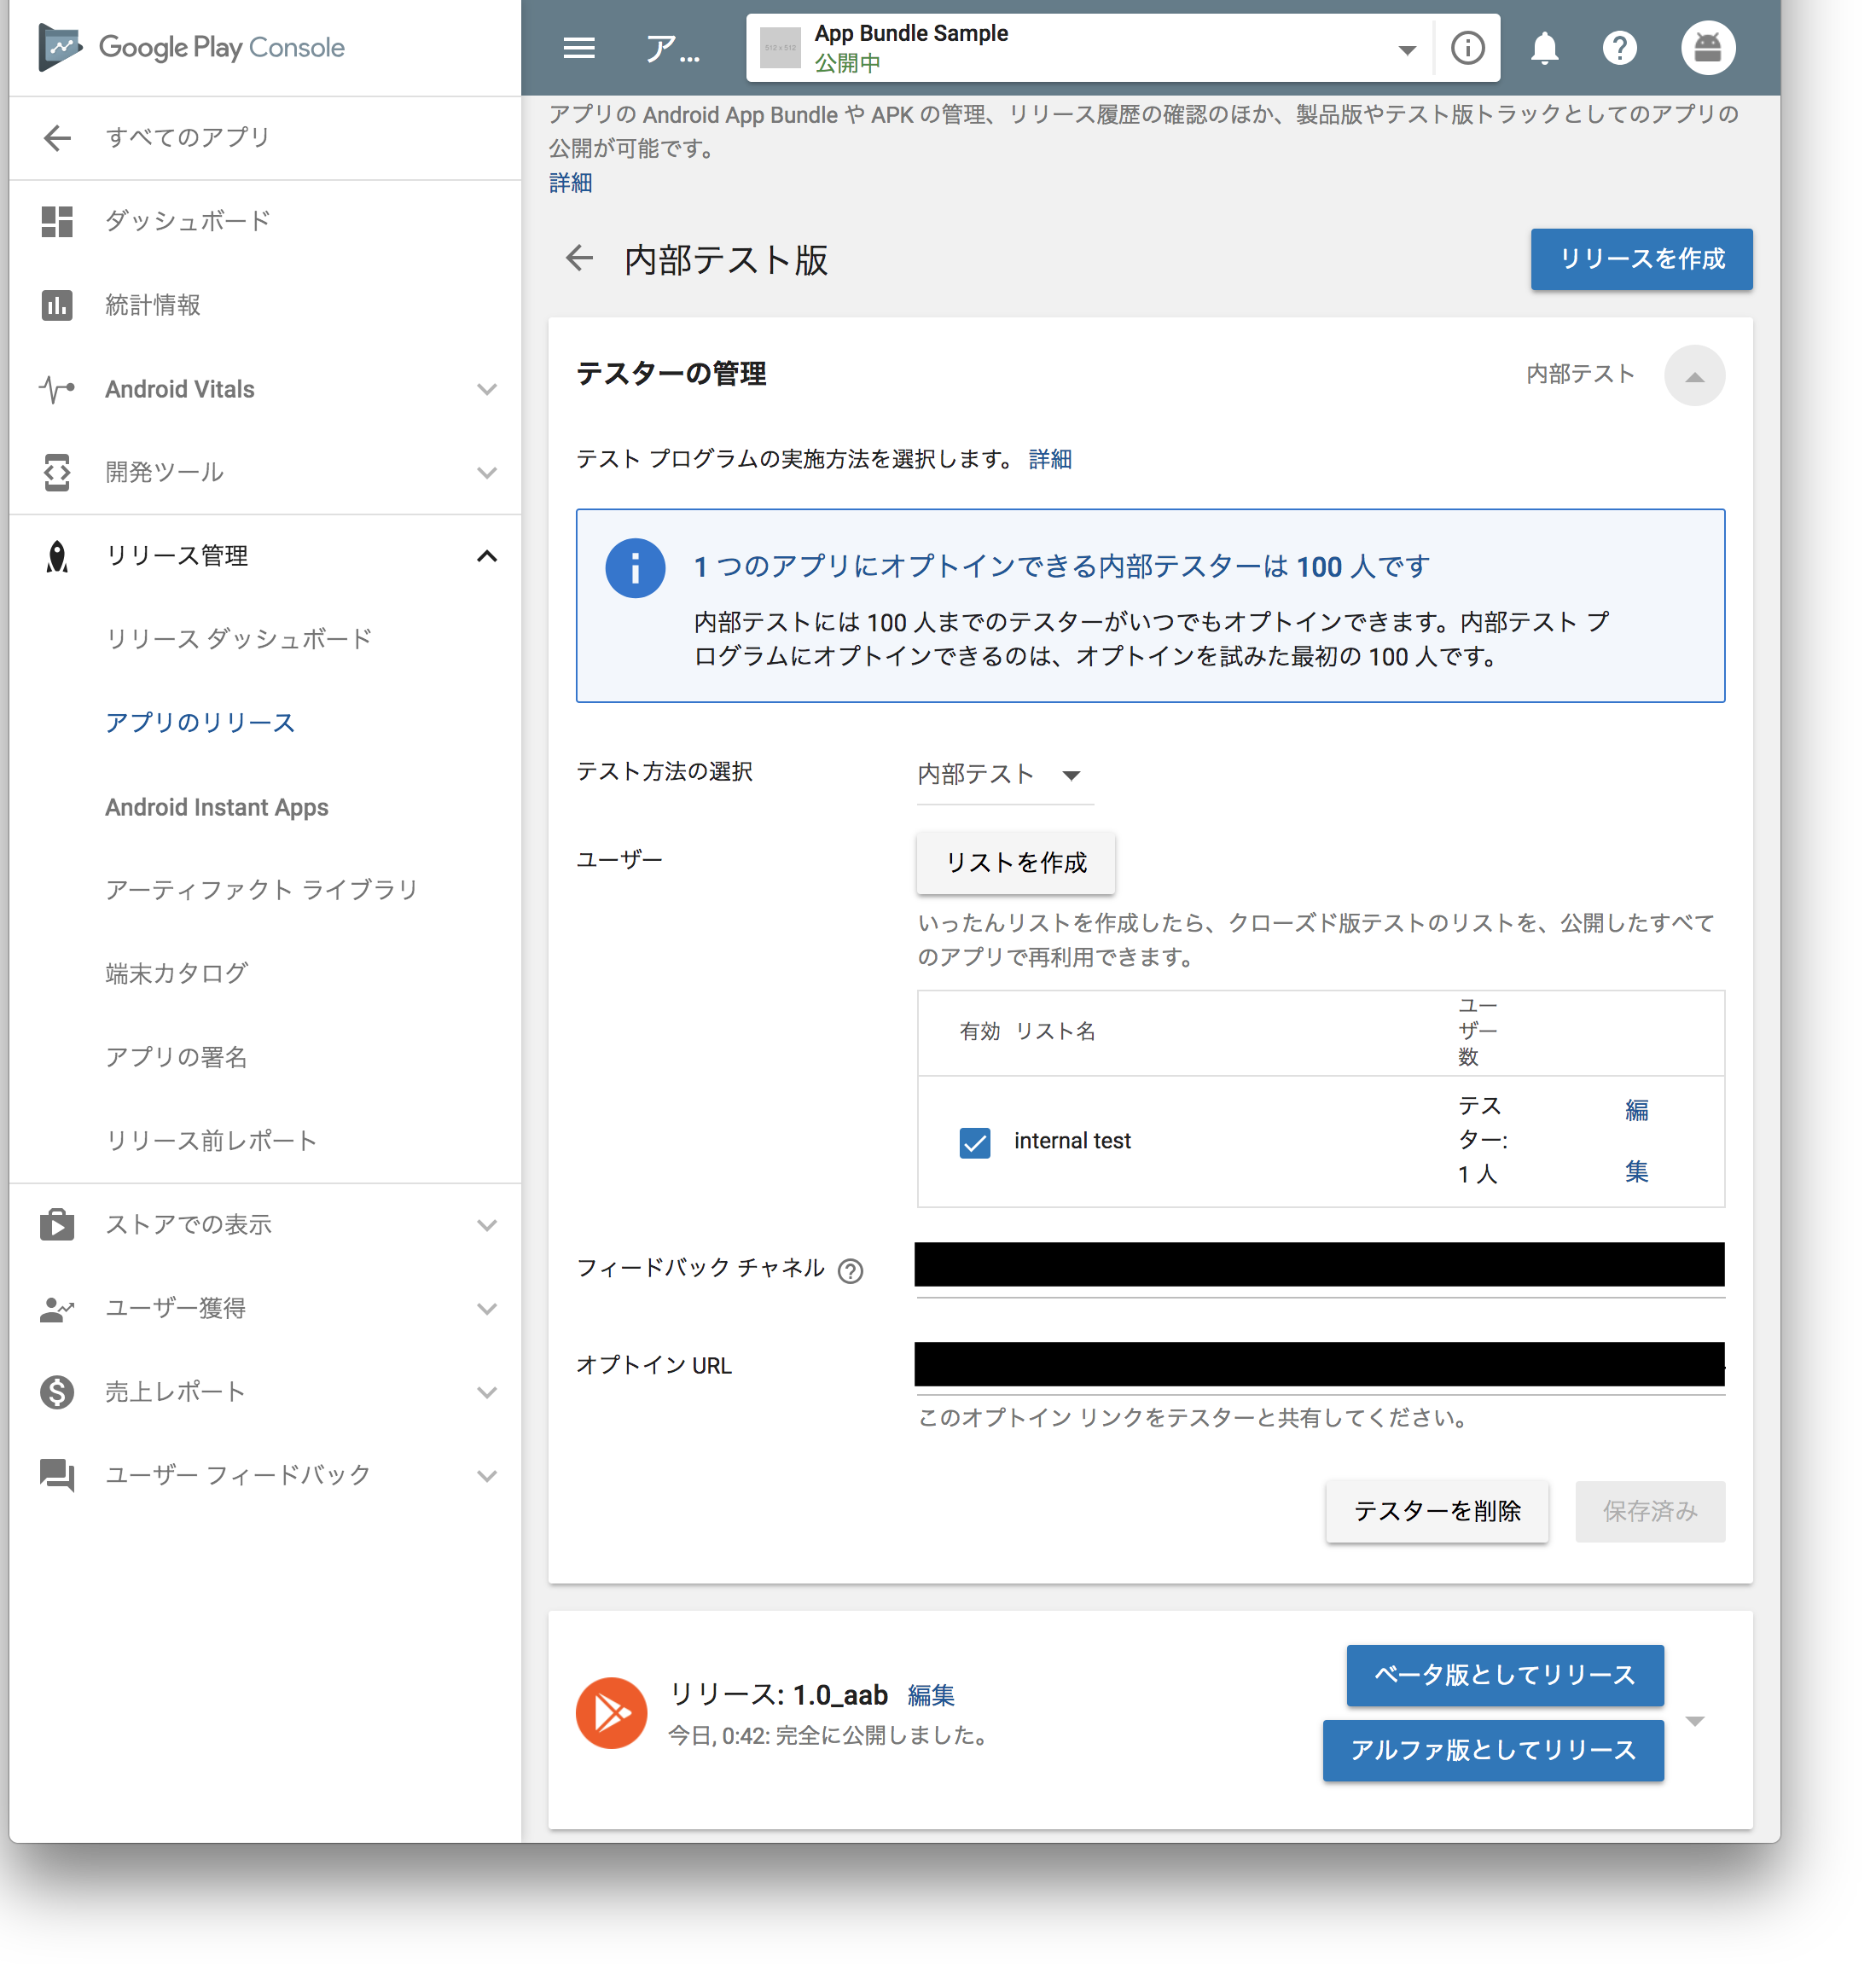 Google Play Console
ア...
512 x 512
App Bundle Sample
公開中
すべてのアプリ
ダッシュボード
統計情報
Android Vitals
開発ツール
リリース管理
リリース ダッシュボード
アプリのリリース
Android Instant Apps
アーティファクト ライブラリ
端末カタログ
アプリの署名
リリース前レポート
ストアでの表示
ユーザー獲得
売上レポート
ユーザー フィードバック
アプリの Android App Bundle や APK の管理、リリース履歴の確認のほか、製品版やテスト版トラックとしてのアプリの
公開が可能です。
詳細
内部テスト版
リリースを作成
テスターの管理
内部テスト
テスト プログラムの実施方法を選択します。 詳細
1 つのアプリにオプトインできる内部テスターは 100 人です
内部テストには 100 人までのテスターがいつでもオプトインできます。内部テスト プ
ログラムにオプトインできるのは、オプトインを試みた最初の 100 人です。
テスト方法の選択
内部テスト
ユーザー
リストを作成
いったんリストを作成したら、クローズド版テストのリストを、公開したすべて
のアプリで再利用できます。
有効 リスト名
ユー
ザー
数
internal test
テス
ター:
1 人
編
集
フィードバック チャネル
オプトイン URL
このオプトイン リンクをテスターと共有してください。
テスターを削除
保存済み
リリース: 1.0_aab 編集
今日, 0:42: 完全に公開しました。
ベータ版としてリリース
アルファ版としてリリース